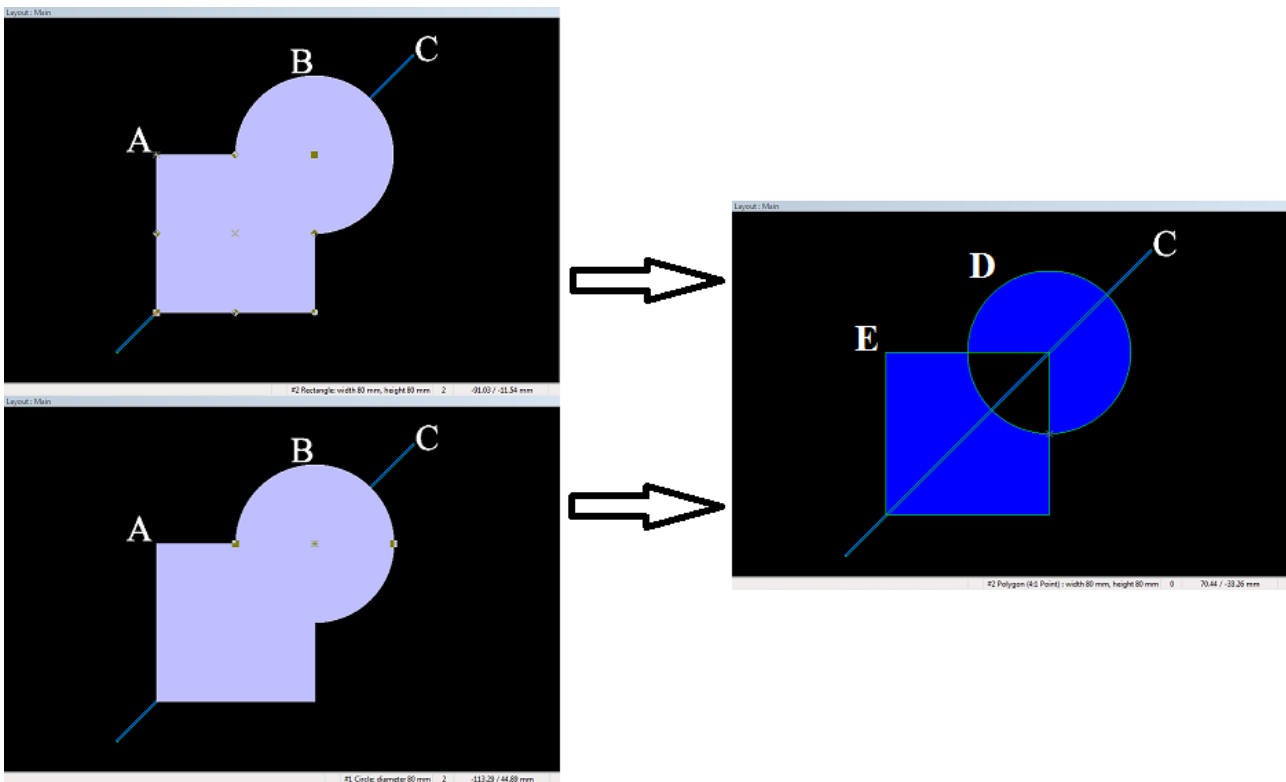 Layout : Main
B
C
A
#2 Rectangle: width 80 mm, height 80 mm 2 -91.03 / -11.54 mm
Layout : Main
B
C
A
#1 Circle: diameter 80 mm 2 -113.29 / 44.89 mm
Layout : Main
C
D
E
#2 Polygon (4:1 Point) : width 80 mm, height 80 mm 0 70.44 / -33.26 mm